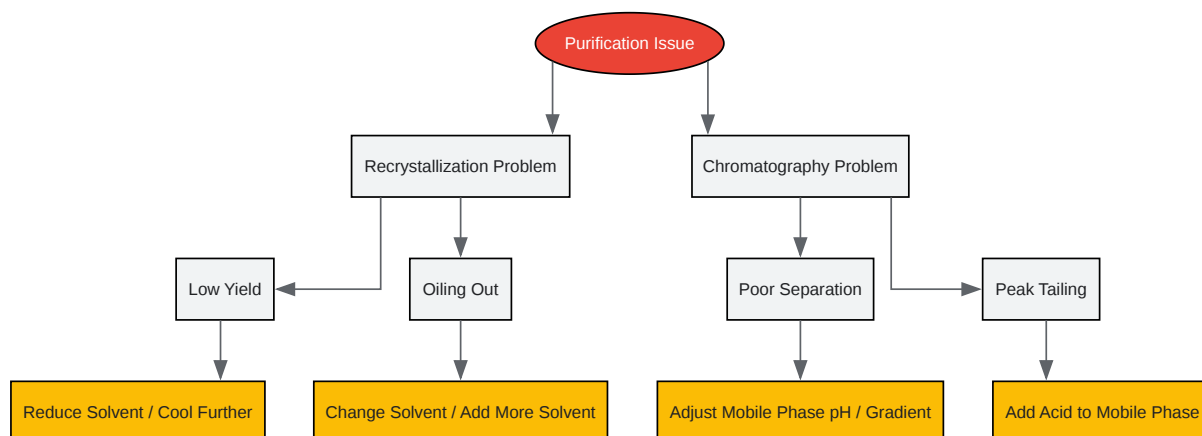 Purification Issue
Recrystallization Problem
Chromatography Problem
Low Yield
Oiling Out
Poor Separation
Peak Tailing
Reduce Solvent / Cool Further
Change Solvent / Add More Solvent
Adjust Mobile Phase pH / Gradient
Add Acid to Mobile Phase